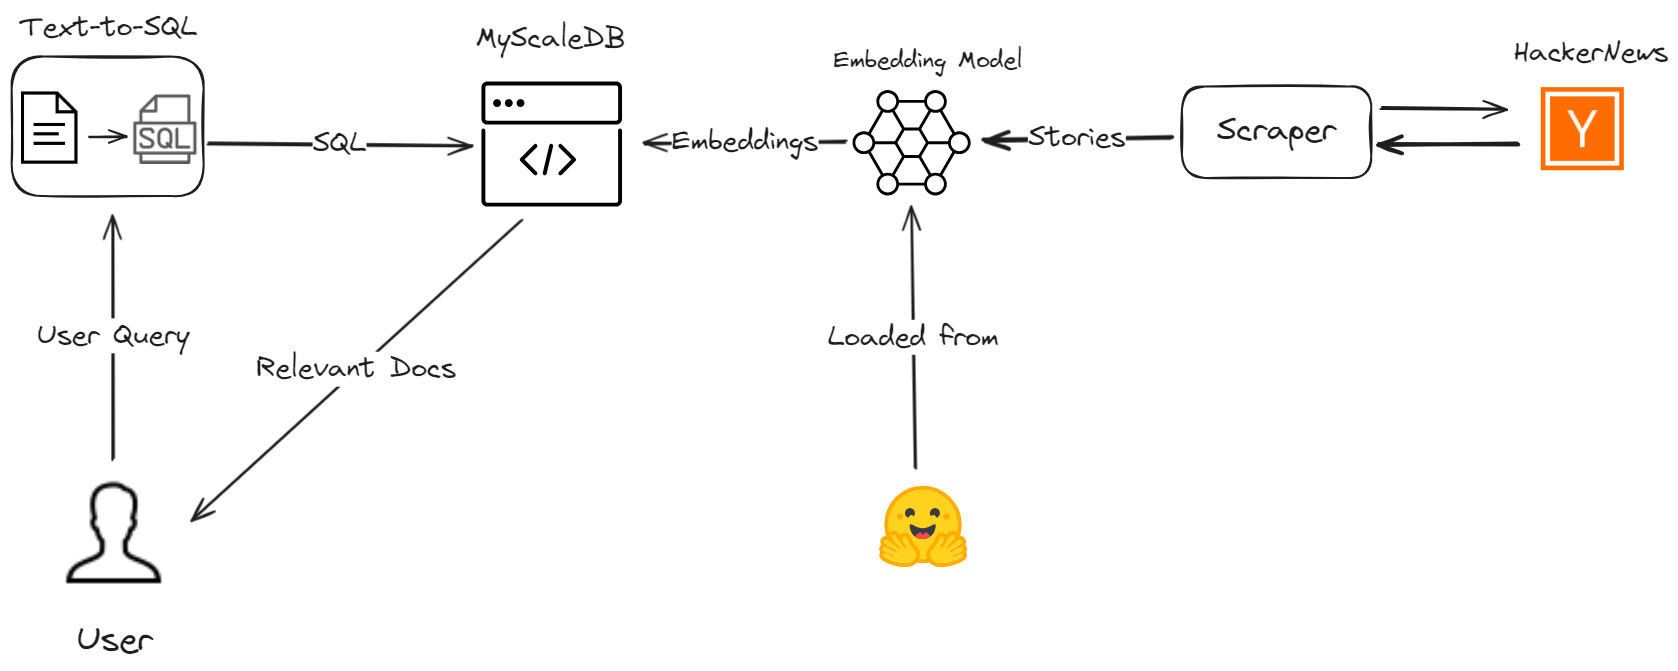 Text-to-SQL
MyScaleDB
Embedding Model
HackerNews
SQL
SQL
</>
Embeddings
Stories
Scraper
Y
User Query
Relevant Docs
Loaded from
User